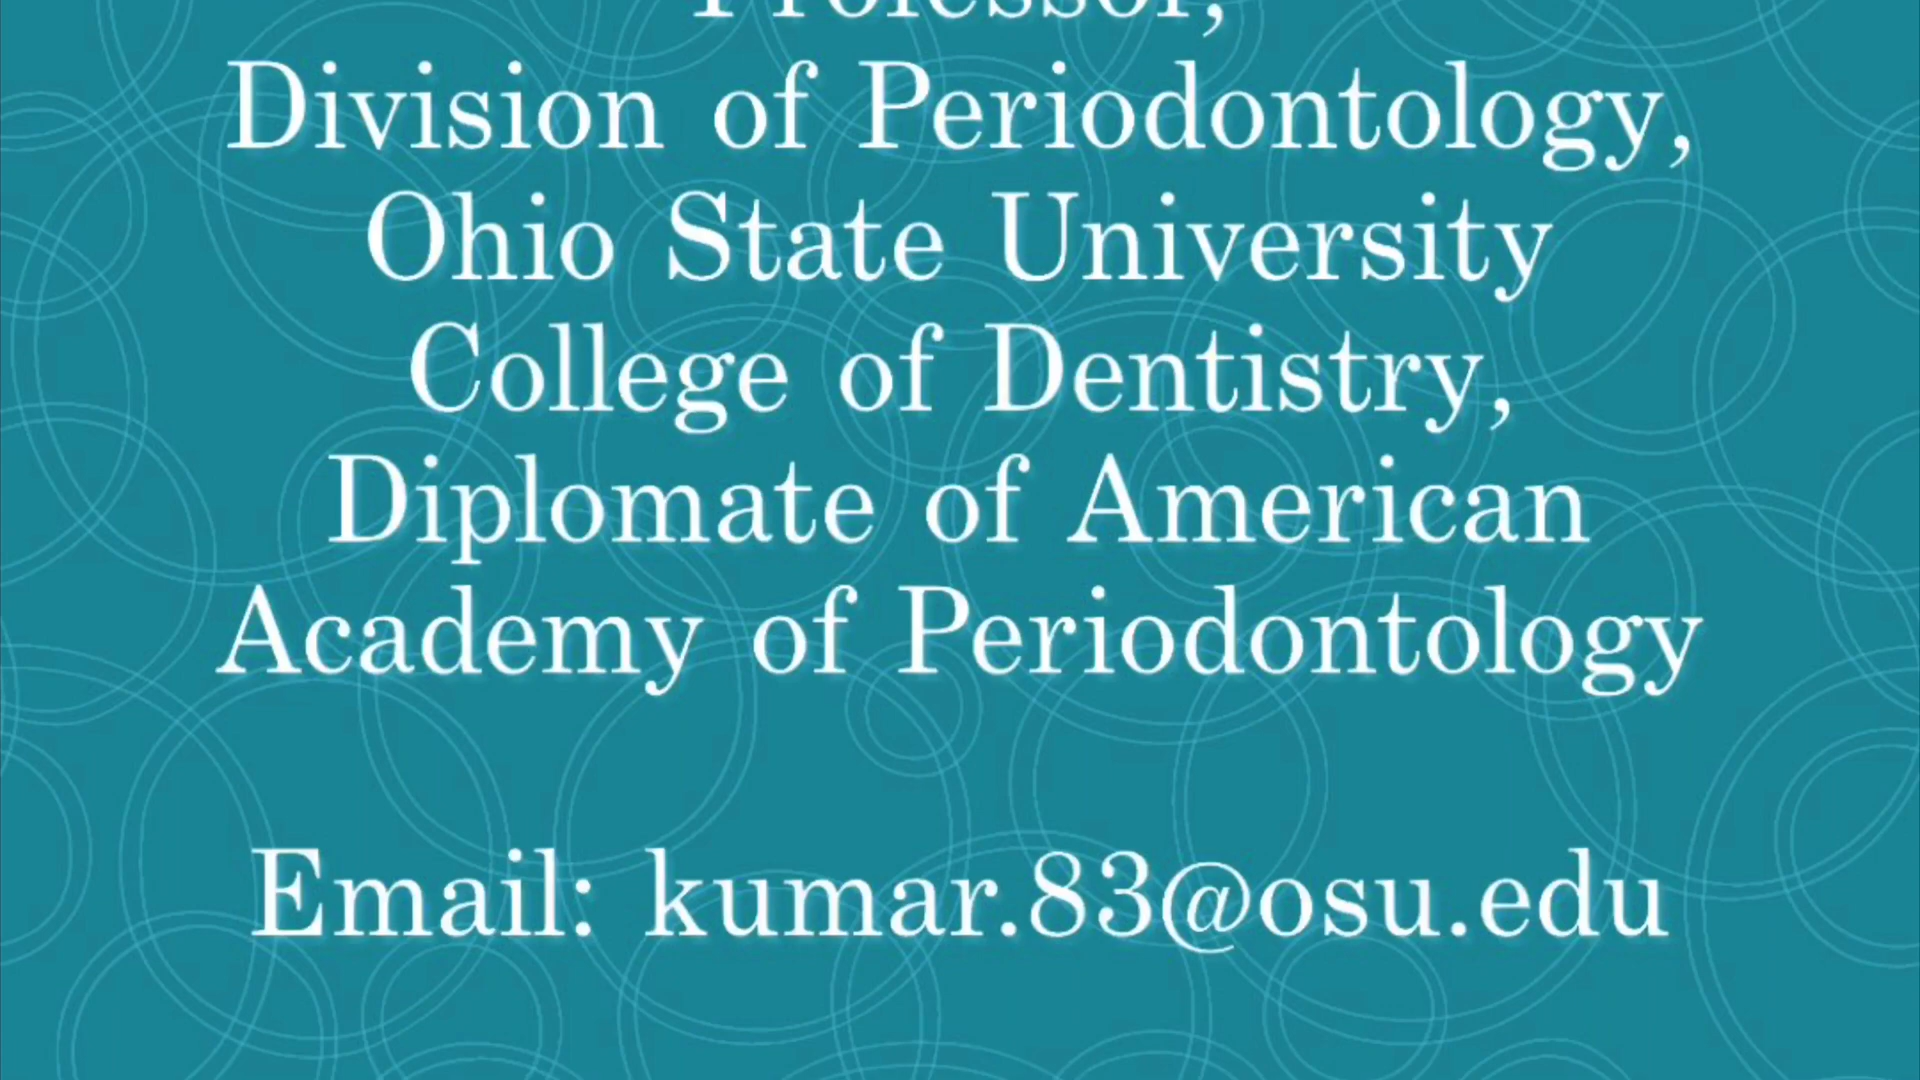 Professor,
Division of Periodontology,
Ohio State University
College of Dentistry,
Diplomate of American
Academy of Periodontology
Email: kumar.83@osu.edu